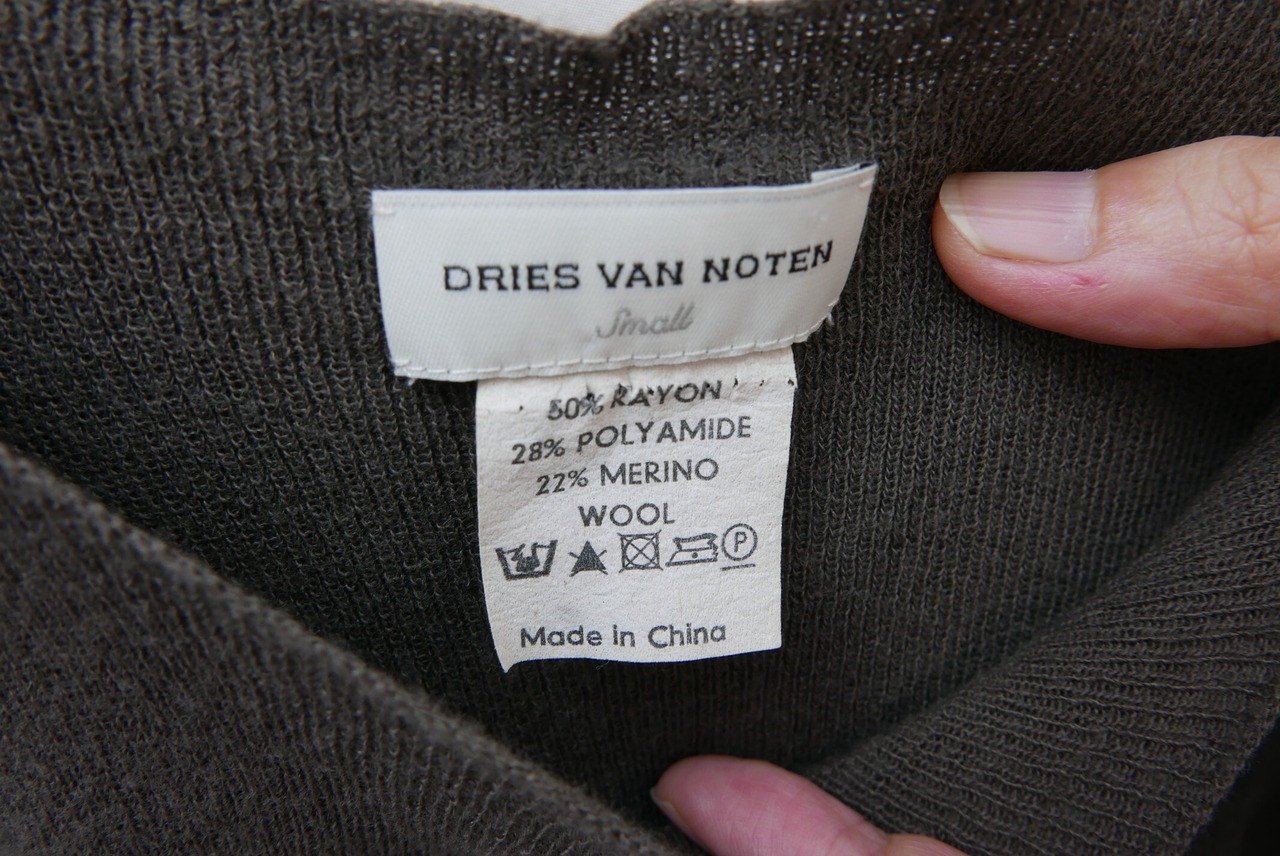 DRIES VAN NOTEN
Small
50% RAYON
28% POLYAMIDE
22% MERINO
WOOL
P
Made in China